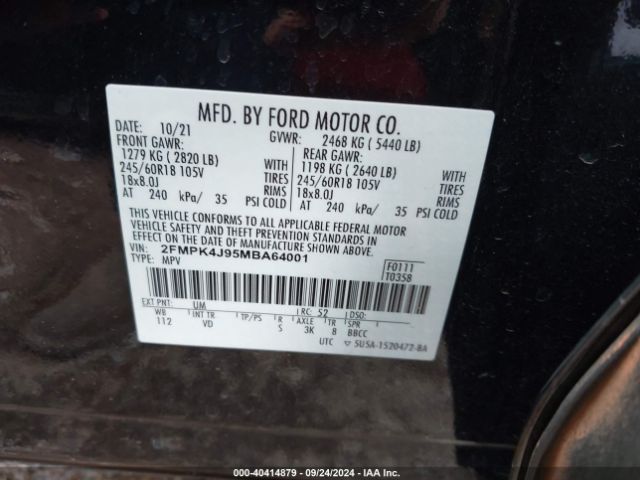 MFD. BY FORD MOTOR CO.
DATE: 10/21 GVWR: 2468 KG ( 5440 LB)
FRONT GAWR: REAR GAWR:
1279 KG ( 2820 LB) WITH 1198 KG ( 2640 LB) WITH
245/60R18 105V TIRES 245/60R18 105V TIRES
18x8.0J RIMS 18x8.0J RIMS
AT 240 kPa/ 35 PSI COLD AT 240 kPa/ 35 PSI COLD
THIS VEHICLE CONFORMS TO ALL APPLICABLE FEDERAL MOTOR
VEHICLE SAFETY AND THEFT PREVENTION STANDARDS IN
EFFECT ON THE DATE OF MANUFACTURE SHOWN ABOVE.
VIN: 2FMPK4J95MBA64001
TYPE: MPV
F0111
T0358
EXT PNT: UM RC: 52 DSO:
WB INT TR TP/PS R AXLE TR SPR
112 VD S 3K 8 BBCC
UTC 5U5A-1520472-BA
000-40414879 - 09/24/2024 - IAA Inc.